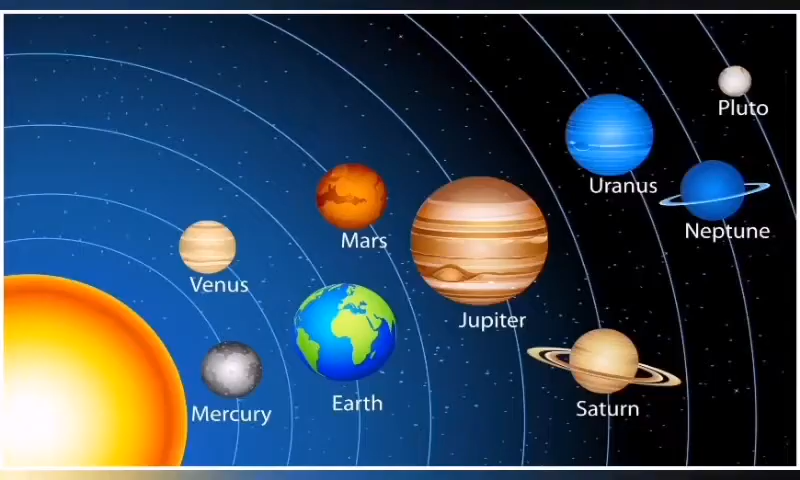 Pluto
Uranus
Neptune
Mars
Venus
Jupiter
Earth
Saturn
Mercury